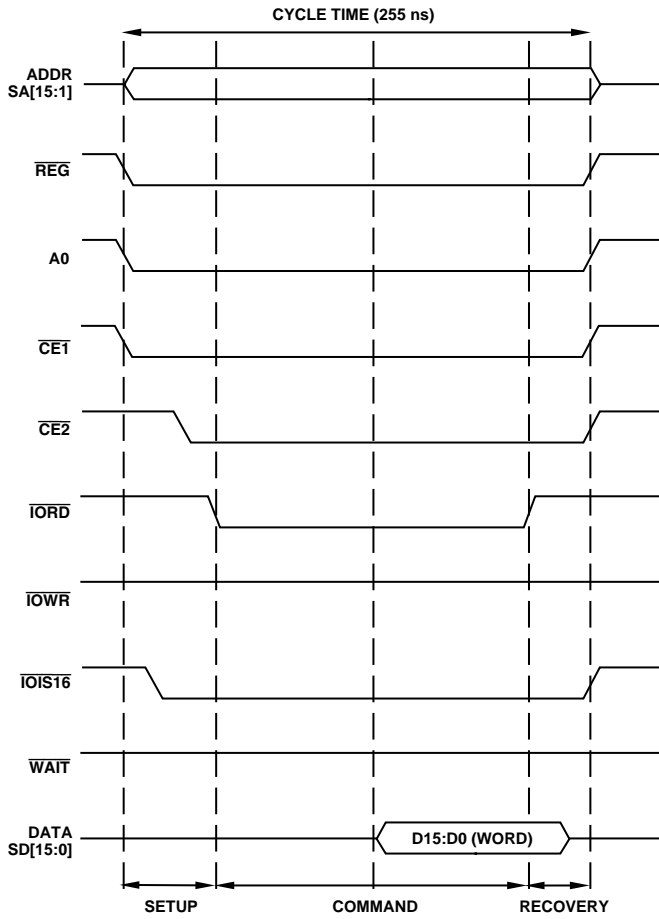 CYCLE TIME (255 ns)
ADDR
SA[15:1]
REG
A0
CE1
CE2
IORD
IOWR
IOIS16
WAIT
DATA
SD[15:0]
D15:D0 (WORD)
SETUP
COMMAND
RECOVERY